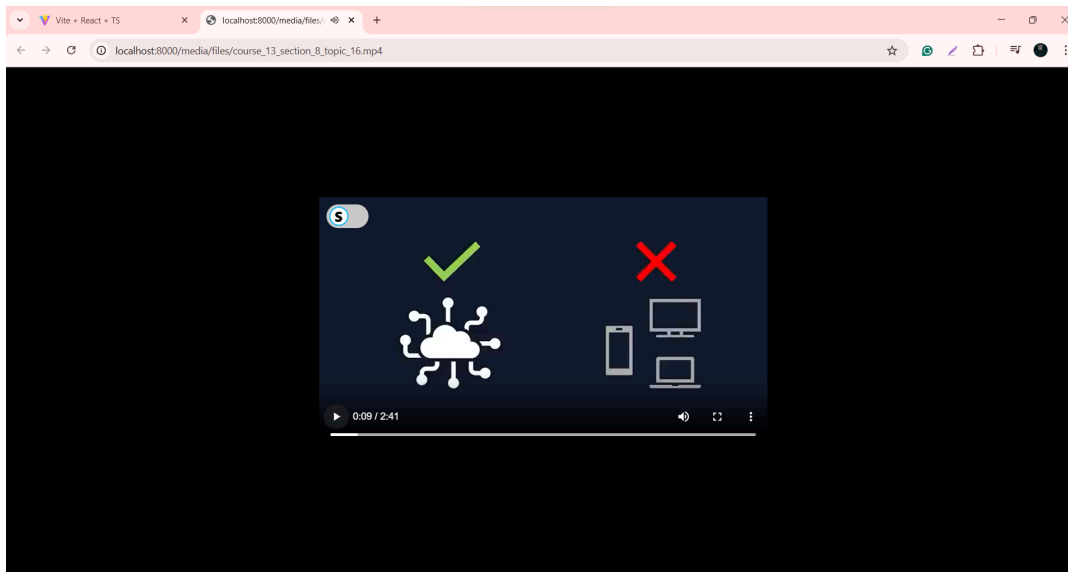 Vite + React + TS
localhost:8000/media/files/
localhost:8000/media/files/course_13_section_8_topic_16.mp4
S
0:09 / 2:41